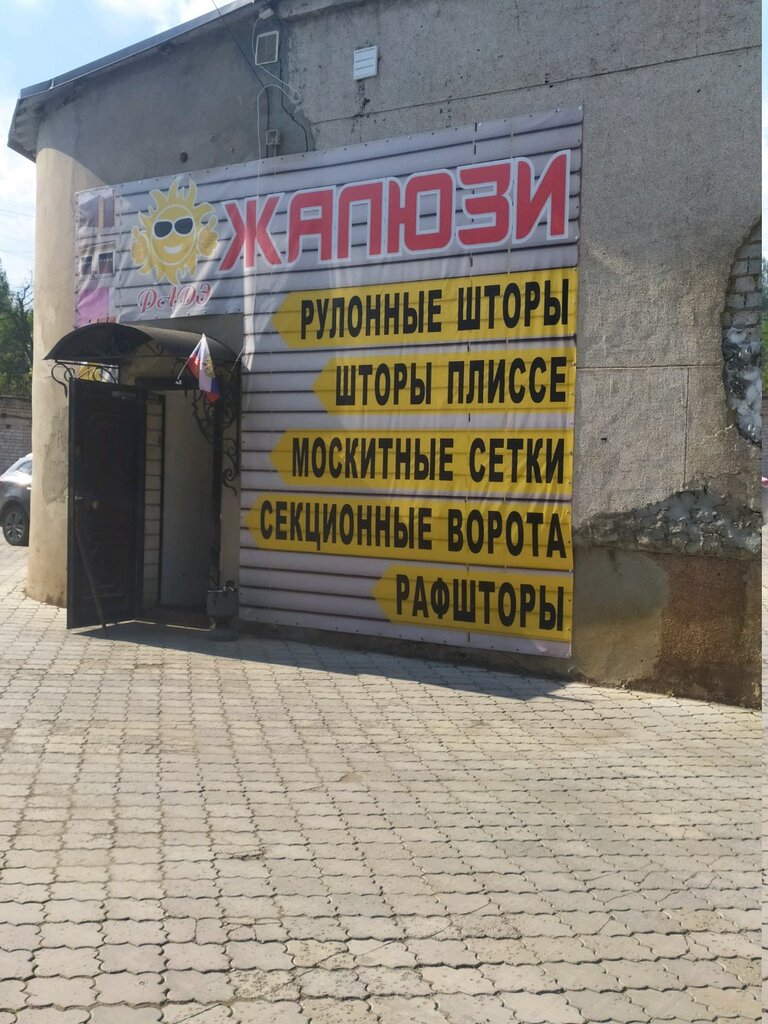 ЖАЛЮЗИ
РАДЭ
РУЛОННЫЕ ШТОРЫ
ШТОРЫ ПЛИССЕ
МОСКИТНЫЕ СЕТКИ
СЕКЦИОННЫЕ ВОРОТА
РАФШТОРЫ